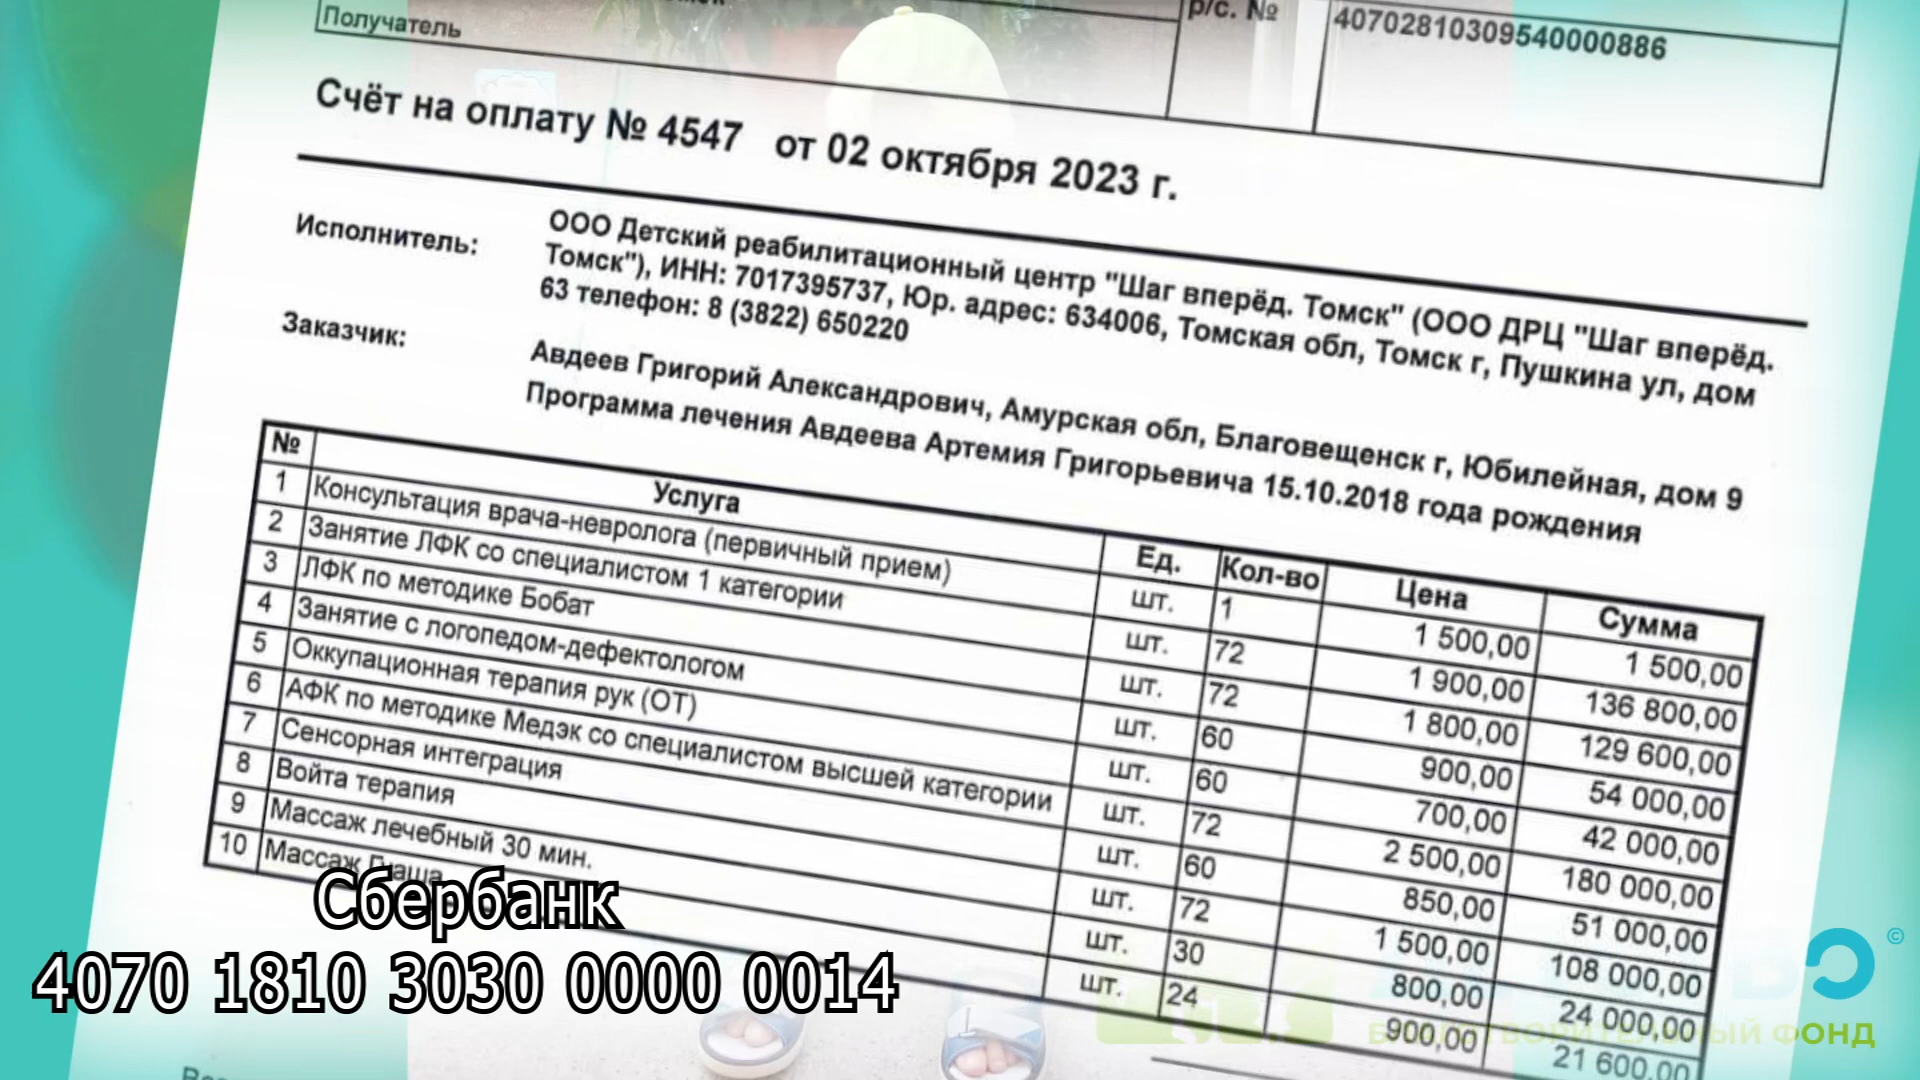 Получатель
р/с. №
40702810309540000886
Счёт на оплату № 4547 от 02 октября 2023 г.
Исполнитель:
ООО Детский реабилитационный центр "Шаг вперёд. Томск" (ООО ДРЦ "Шаг вперёд.
Томск"), ИНН: 7017395737, Юр. адрес: 634006, Томская обл, Томск г, Пушкина ул, дом
63 телефон: 8 (3822) 650220
Заказчик:
Авдеев Григорий Александрович, Амурская обл, Благовещенск г, Юбилейная, дом 9
Программа лечения Авдеева Артемия Григорьевича 15.10.2018 года рождения
№ Услуга Ед. Кол-во Цена Сумма
1 Консультация врача-невролога (первичный прием) шт. 1 1 500,00 1 500,00
2 Занятие ЛФК со специалистом 1 категории шт. 72 1 900,00 136 800,00
3 ЛФК по методике Бобат шт. 72 1 800,00 129 600,00
4 Занятие с логопедом-дефектологом шт. 60 900,00 54 000,00
5 Оккупационная терапия рук (ОТ) шт. 60 700,00 42 000,00
6 АФК по методике Медэк со специалистом высшей категории шт. 72 2 500,00 180 000,00
7 Сенсорная интеграция шт. 60 850,00 51 000,00
8 Войта терапия шт. 72 1 500,00 108 000,00
9 Массаж лечебный 30 мин. шт. 30 800,00 24 000,00
10 Массаж шт. 24 900,00 21 600,00
Сбербанк
4070 1810 3030 0000 0014
©
БЛАГОТВОРИТЕЛЬНЫЙ ФОНД